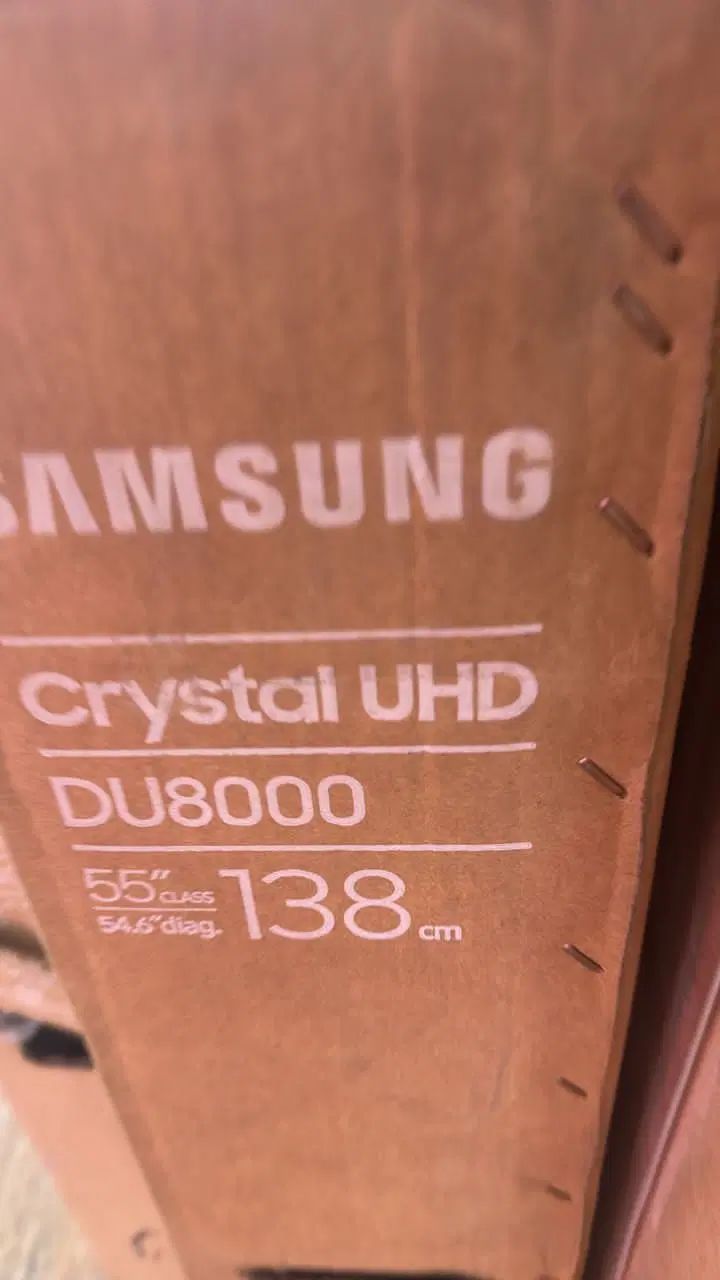 SAMSUNG
Crystal UHD
DU8000
55" CLASS
54.6" diag.
138 cm